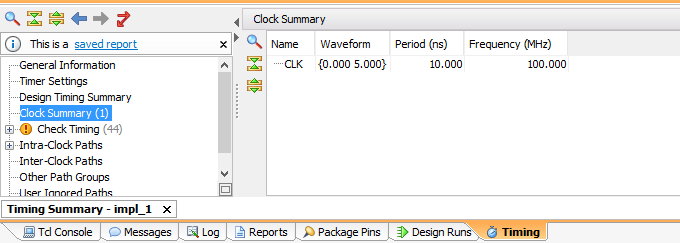 Clock Summary
This is a saved report
Name Waveform Period (ns) Frequency (MHz)
CLK {0.000 5.000} 10.000 100.000
General Information
Timer Settings
Design Timing Summary
Clock Summary (1)
Check Timing (44)
Intra-Clock Paths
Inter-Clock Paths
Other Path Groups
User Ignored Paths
Timing Summary - impl_1
Tcl Console Messages Log Reports Package Pins Design Runs Timing